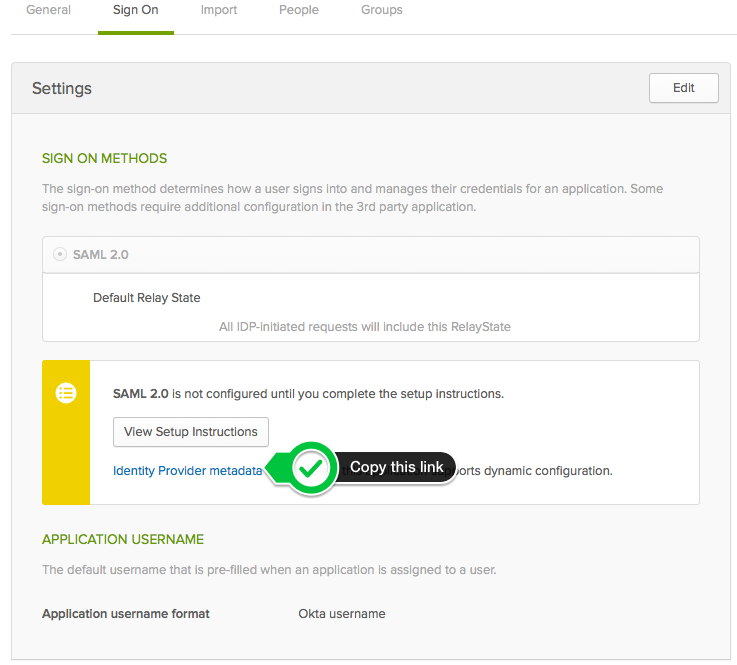 General Sign On Import People Groups
Settings
Edit
SIGN ON METHODS
The sign-on method determines how a user signs into and manages their credentials for an application. Some
sign-on methods require additional configuration in the 3rd party application.
SAML 2.0
Default Relay State
All IDP-initiated requests will include this RelayState
SAML 2.0 is not configured until you complete the setup instructions.
View Setup Instructions
Identity Provider metadata Copy this link dynamic configuration.
APPLICATION USERNAME
The default username that is pre-filled when an application is assigned to a user.
Application username format Okta username